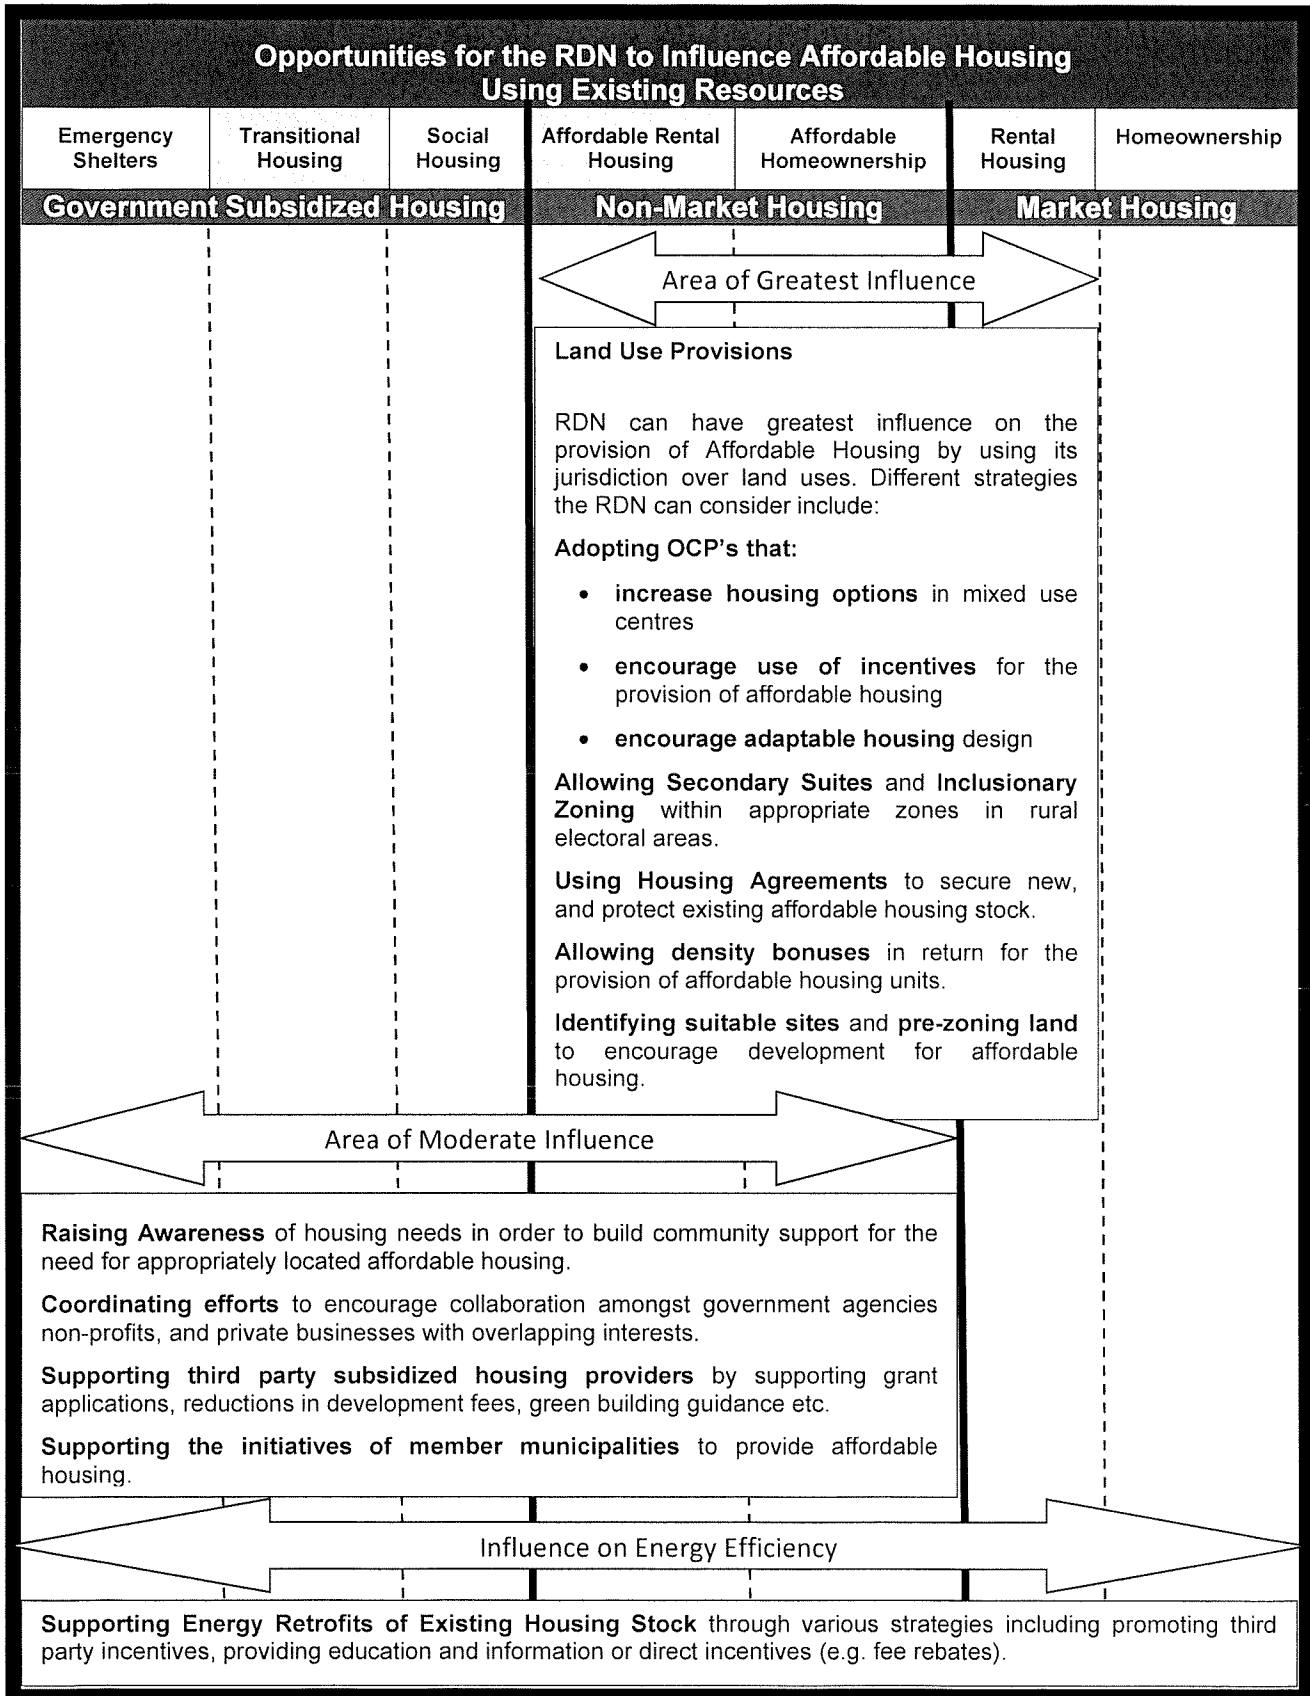 Opportunities for the RDN to Influence Affordable Housing
Using Existing Resources
Emergency
Shelters
Transitional
Housing
Social
Housing
Affordable Rental
Housing
Affordable
Homeownership
Rental
Housing
Homeownership
Government Subsidized Housing
Non-Market Housing
Market Housing
Area of Greatest Influence
Land Use Provisions
RDN can have greatest influence on the
provision of Affordable Housing by using its
jurisdiction over land uses. Different strategies
the RDN can consider include:
Adopting OCP's that:
• increase housing options in mixed use
centres
• encourage use of incentives for the
provision of affordable housing
• encourage adaptable housing design
Allowing Secondary Suites and Inclusionary
Zoning within appropriate zones in rural
electoral areas.
Using Housing Agreements to secure new,
and protect existing affordable housing stock.
Allowing density bonuses in return for the
provision of affordable housing units.
Identifying suitable sites and pre-zoning land
to encourage development for affordable
housing.
Area of Moderate Influence
Raising Awareness of housing needs in order to build community support for the
need for appropriately located affordable housing.
Coordinating efforts to encourage collaboration amongst government agencies
non-profits, and private businesses with overlapping interests.
Supporting third party subsidized housing providers by supporting grant
applications, reductions in development fees, green building guidance etc.
Supporting the initiatives of member municipalities to provide affordable
housing.
Influence on Energy Efficiency
Supporting Energy Retrofits of Existing Housing Stock through various strategies including promoting third
party incentives, providing education and information or direct incentives (e.g. fee rebates).